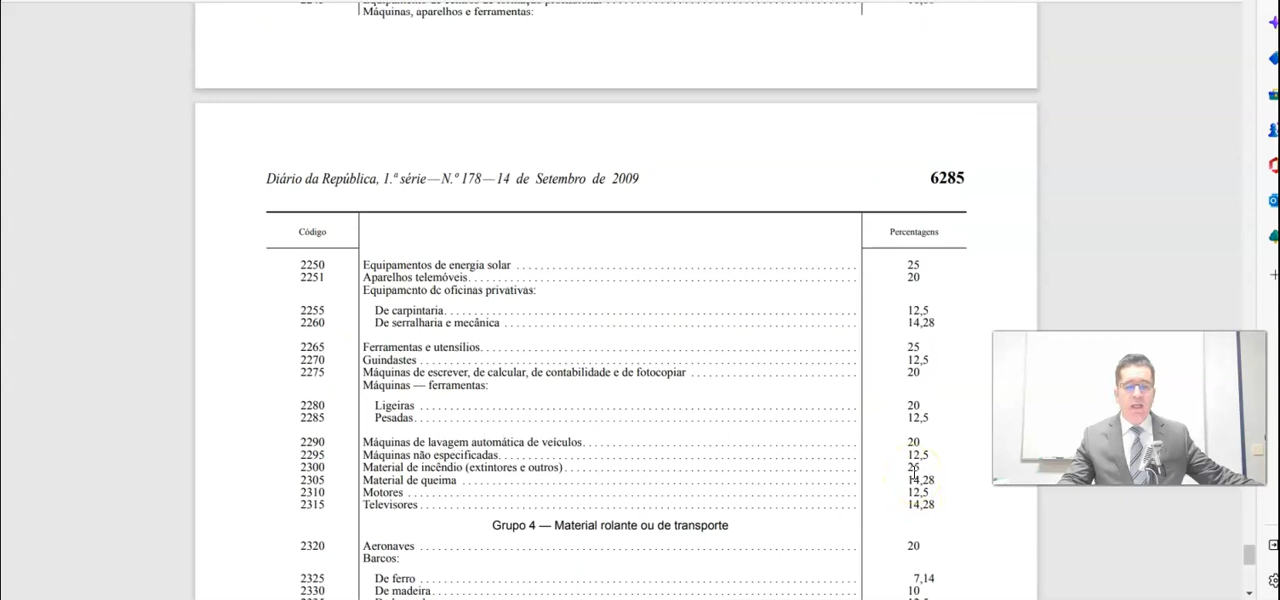 Máquinas, aparelhos e ferramentas:
Diário da República, 1.ª série—N.º 178—14 de Setembro de 2009 6285
Código Percentagens
2250 Equipamentos de energia solar 25
2251 Aparelhos telemóveis 20
Equipamento de oficinas privativas:
2255 De carpintaria 12,5
2260 De serralharia e mecânica 14,28
2265 Ferramentas e utensílios 25
2270 Guindastes 12,5
2275 Máquinas de escrever, de calcular, de contabilidade e de fotocopiar 20
Máquinas — ferramentas:
2280 Ligeiras 20
2285 Pesadas 12,5
2290 Máquinas de lavagem automática de veículos 20
2295 Máquinas não especificadas 12,5
2300 Material de incêndio (extintores e outros) 25
2305 Material de queima 14,28
2310 Motores 12,5
2315 Televisores 14,28
Grupo 4 — Material rolante ou de transporte
2320 Aeronaves 20
Barcos:
2325 De ferro 7,14
2330 De madeira 10